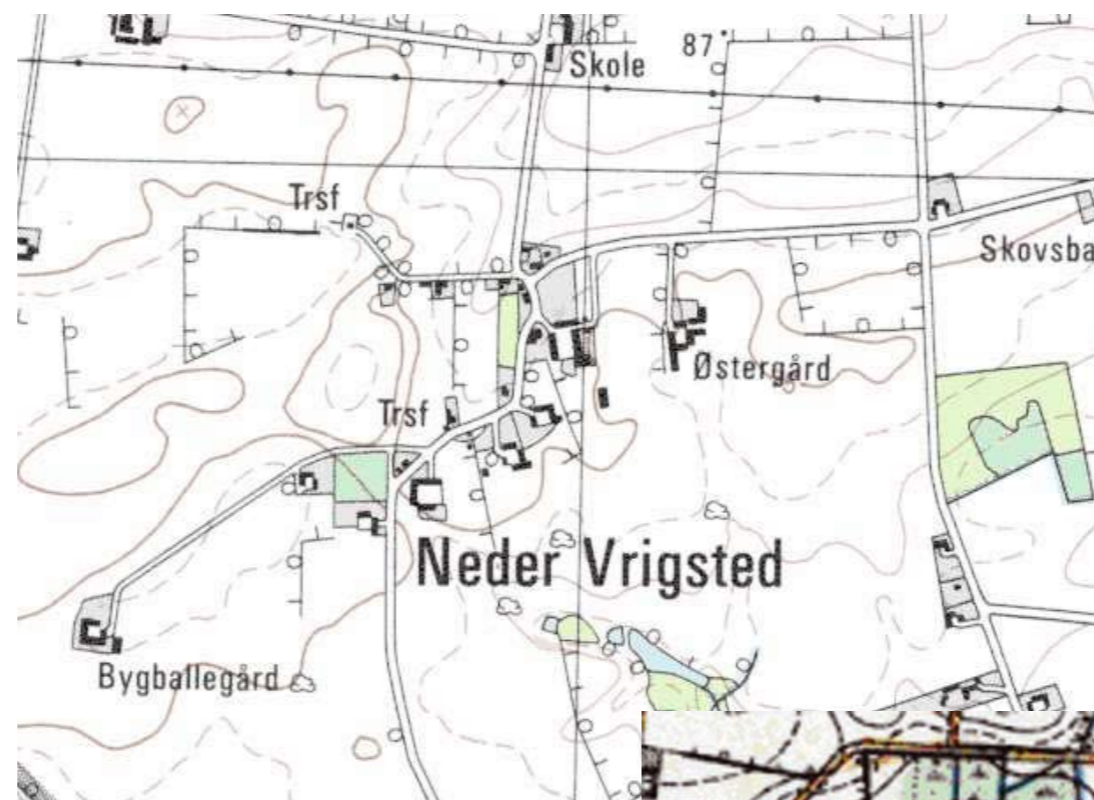 Skole
87°
Trsf
Skovsba
Østergård
Trsf
Neder Vrigsted
Bygballegård